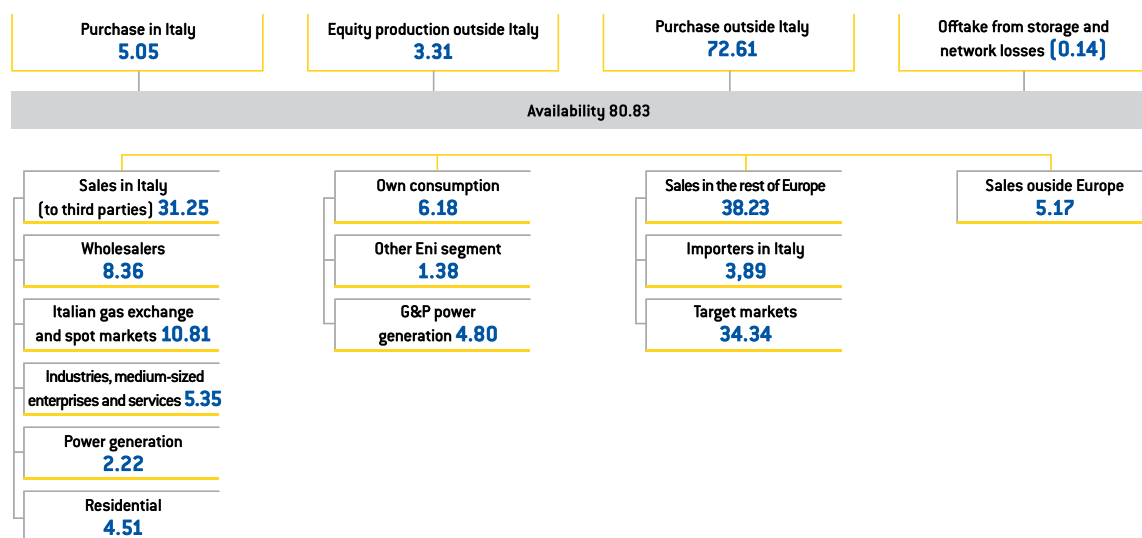 Purchase in Italy
5.05
Equity production outside Italy
3.31
Purchase outside Italy
72.61
Offtake from storage and
network losses (0.14)
Availability 80.83
Sales in Italy
(to third parties) 31.25
Wholesalers
8.36
Italian gas exchange
and spot markets 10.81
Industries, medium-sized
enterprises and services 5.35
Power generation
2.22
Residential
4.51
Own consumption
6.18
Other Eni segment
1.38
G&P power
generation 4.80
Sales in the rest of Europe
38.23
Importers in Italy
3,89
Target markets
34.34
Sales ouside Europe
5.17